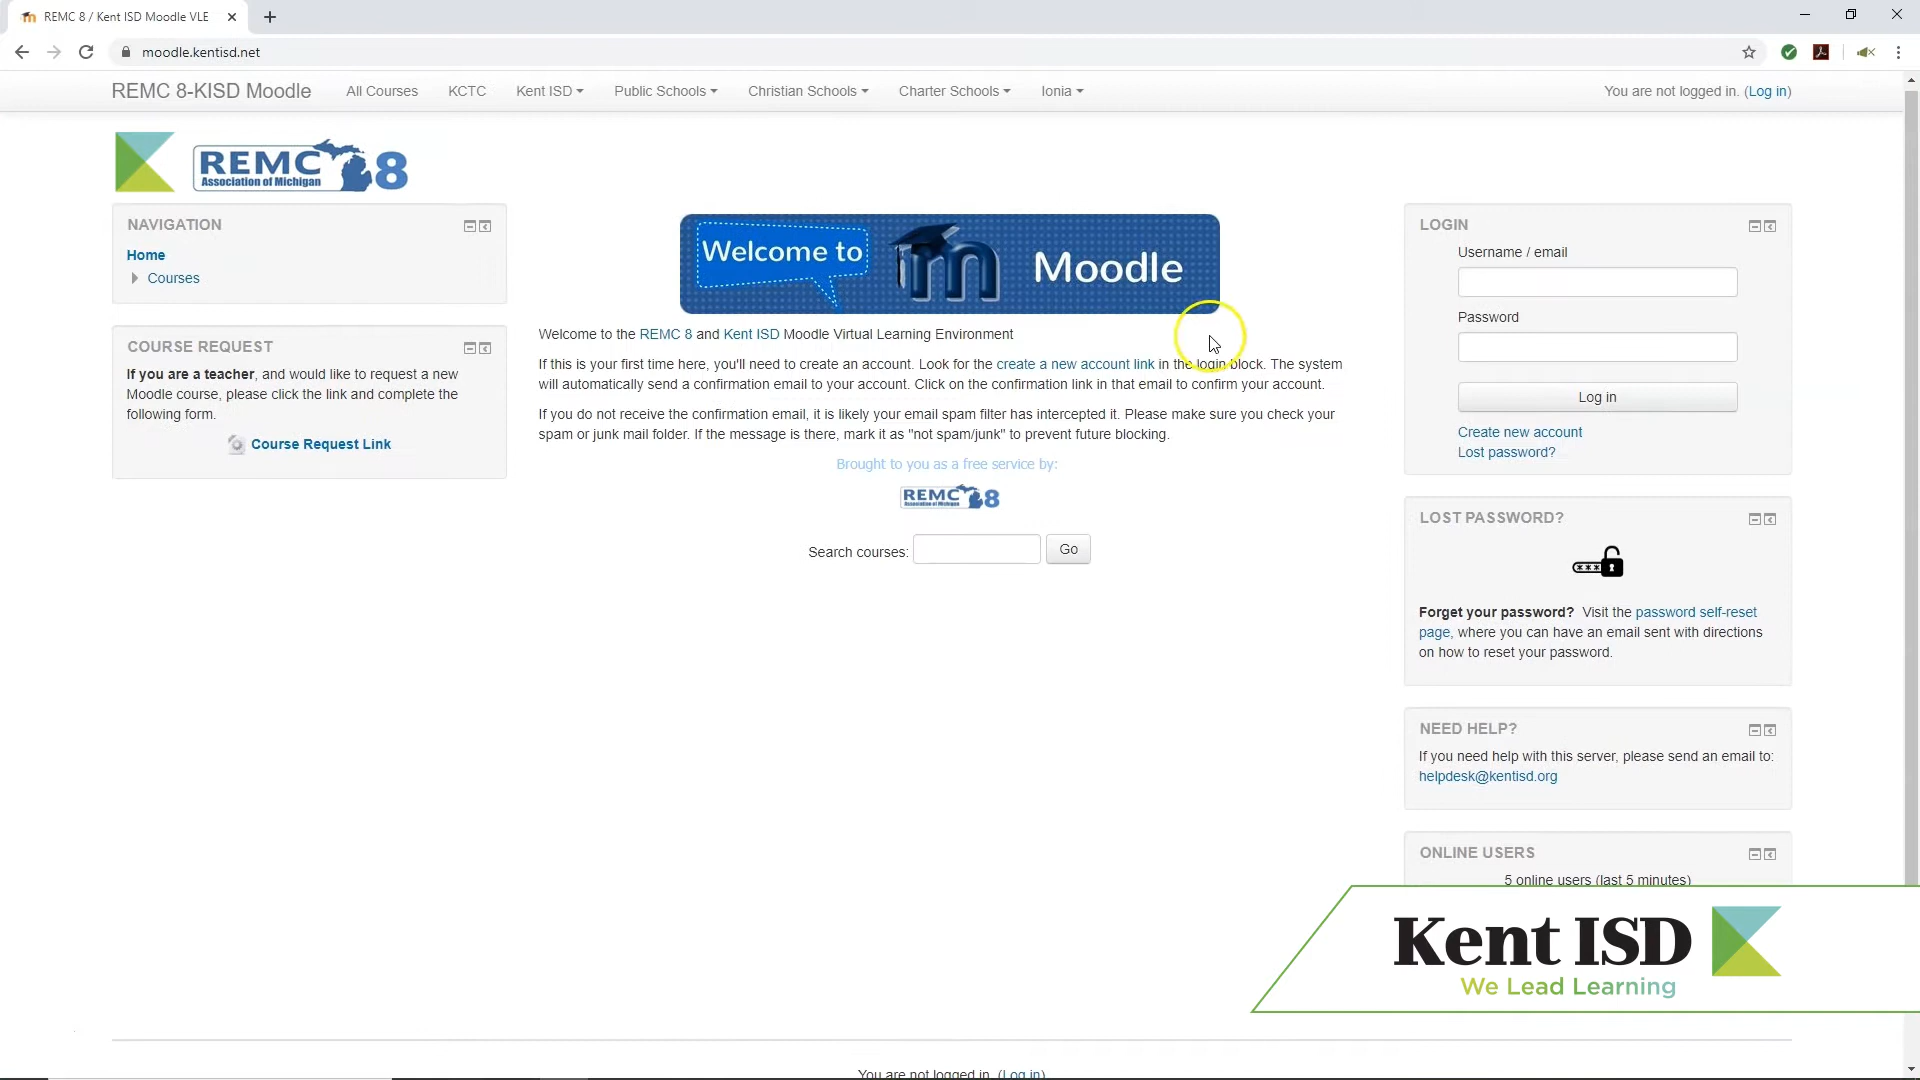 REMC 8 / Kent ISD Moodle VLE
moodle.kentisd.net
REMC 8-KISD Moodle
All Courses
KCTC
Kent ISD
Public Schools
Christian Schools
Charter Schools
Ionia
You are not logged in. (Log in)
REMC 8
Association of Michigan
NAVIGATION
Home
Courses
COURSE REQUEST
If you are a teacher, and would like to request a new
Moodle course, please click the link and complete the
following form.
Course Request Link
Welcome to
m
Moodle
Welcome to the REMC 8 and Kent ISD Moodle Virtual Learning Environment
If this is your first time here, you'll need to create an account. Look for the create a new account link in the login block. The system
will automatically send a confirmation email to your account. Click on the confirmation link in that email to confirm your account.
If you do not receive the confirmation email, it is likely your email spam filter has intercepted it. Please make sure you check your
spam or junk mail folder. If the message is there, mark it as "not spam/junk" to prevent future blocking.
Brought to you as a free service by:
REMC 8
Association of Michigan
Search courses:
Go
LOGIN
Username / email
Password
Log in
Create new account
Lost password?
LOST PASSWORD?
***
Forget your password? Visit the password self-reset
page, where you can have an email sent with directions
on how to reset your password.
NEED HELP?
If you need help with this server, please send an email to:
helpdesk@kentisd.org
ONLINE USERS
5 online users (last 5 minutes)
Kent ISD
We Lead Learning
You are not logged in. (Log in)